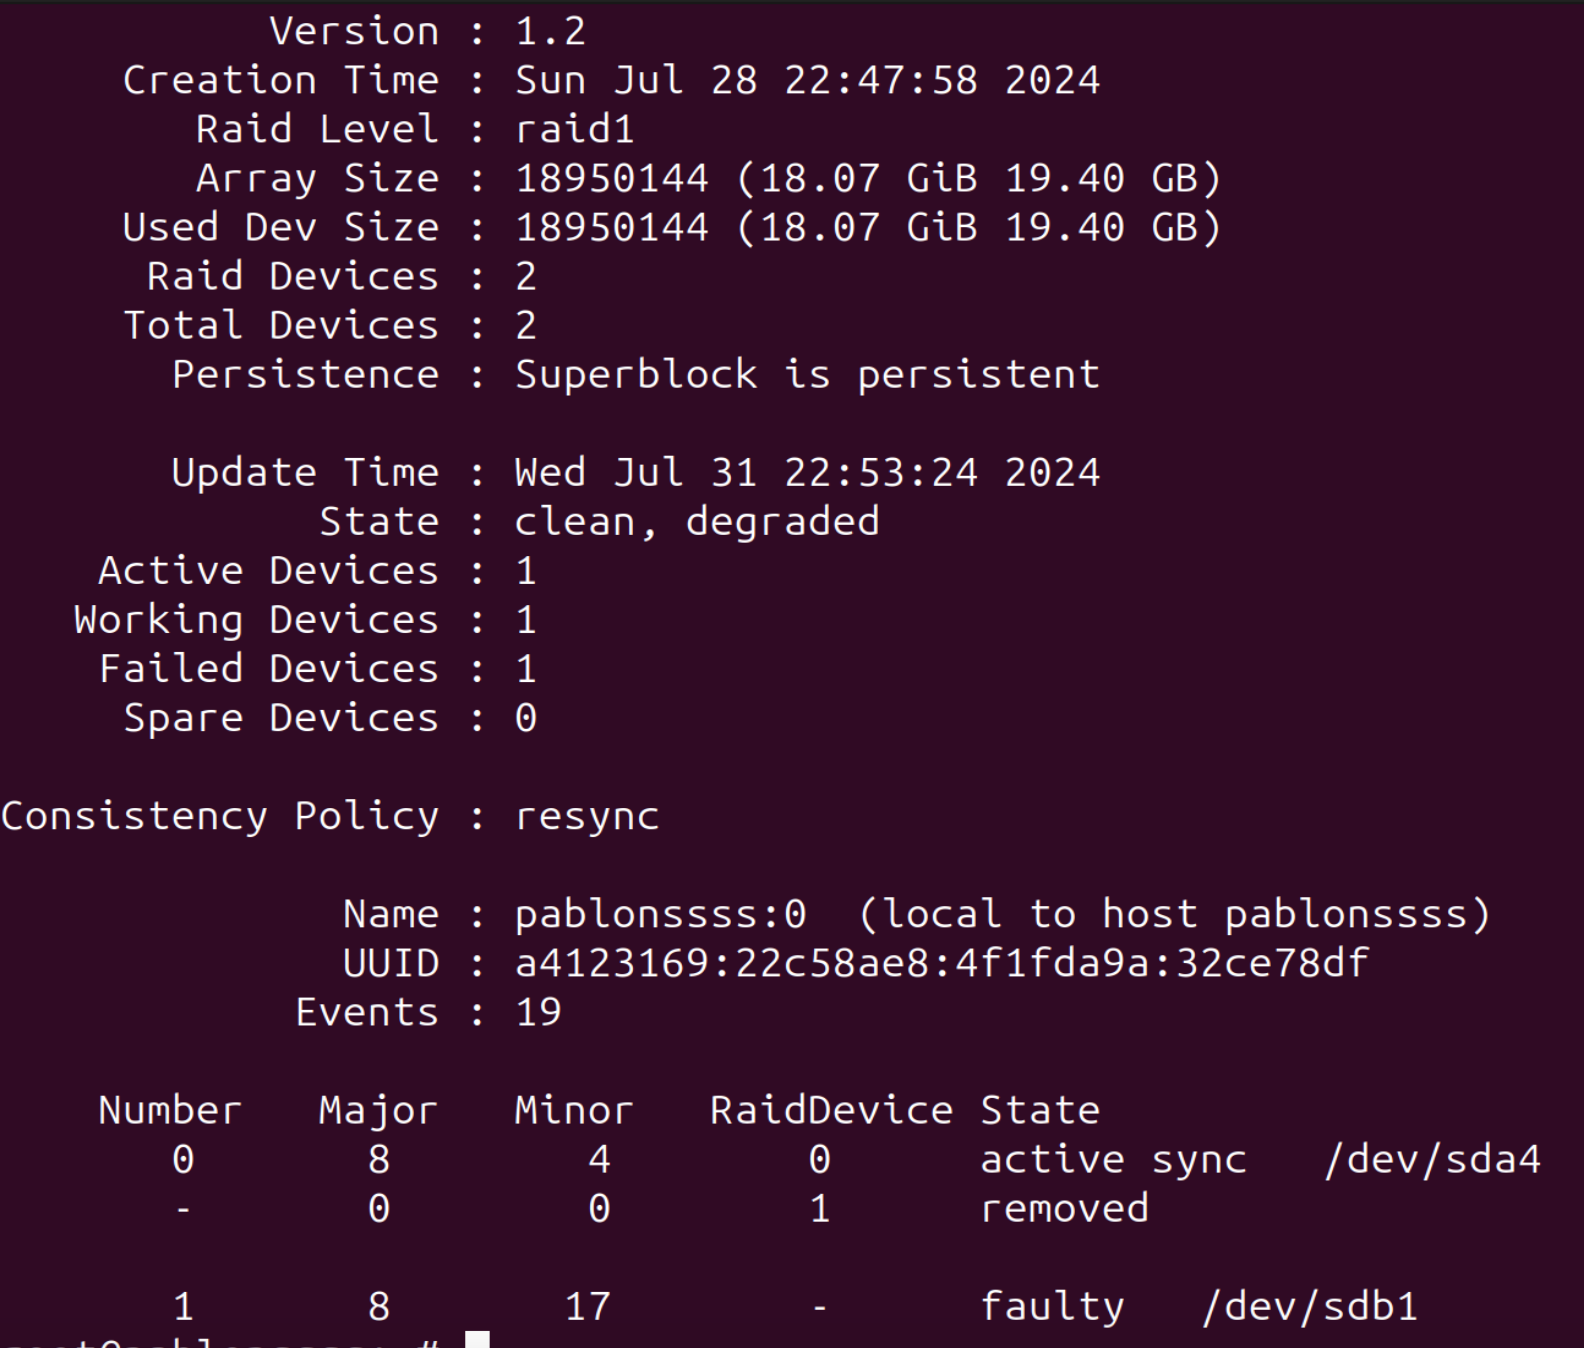 Version : 1.2
Creation Time : Sun Jul 28 22:47:58 2024
Raid Level : raid1
Array Size : 18950144 (18.07 GiB 19.40 GB)
Used Dev Size : 18950144 (18.07 GiB 19.40 GB)
Raid Devices : 2
Total Devices : 2
Persistence : Superblock is persistent
Update Time : Wed Jul 31 22:53:24 2024
State : clean, degraded
Active Devices : 1
Working Devices : 1
Failed Devices : 1
Spare Devices : 0
Consistency Policy : resync
Name : pablonssss:0 (local to host pablonssss)
UUID : a4123169:22c58ae8:4f1fda9a:32ce78df
Events : 19
Number Major Minor RaidDevice State
0 8 4 0 active sync /dev/sda4
- 0 0 1 removed
1 8 17 - faulty /dev/sdb1